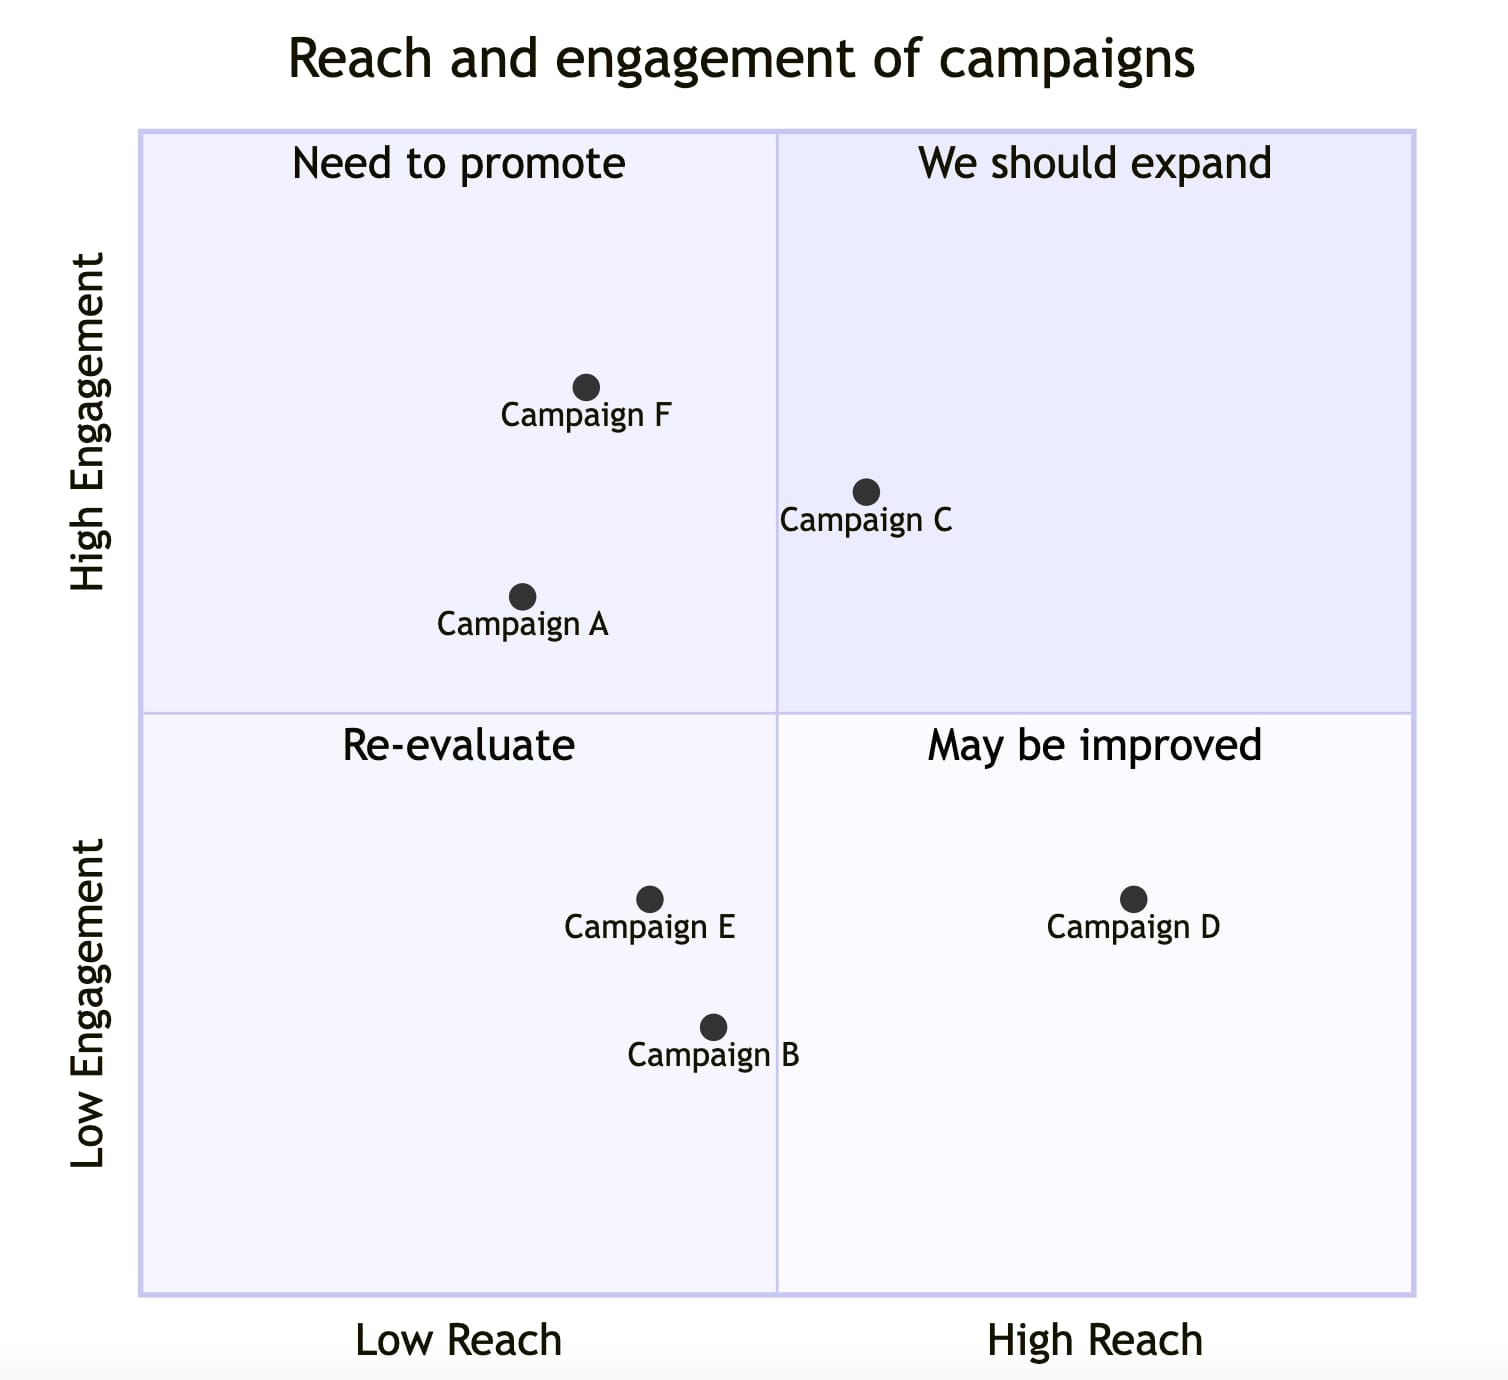 Reach and engagement of campaigns
Need to promote
We should expand
High Engagement
Campaign F
Campaign C
Campaign A
Re-evaluate
May be improved
Low Engagement
Campaign E
Campaign D
Campaign B
Low Reach
High Reach